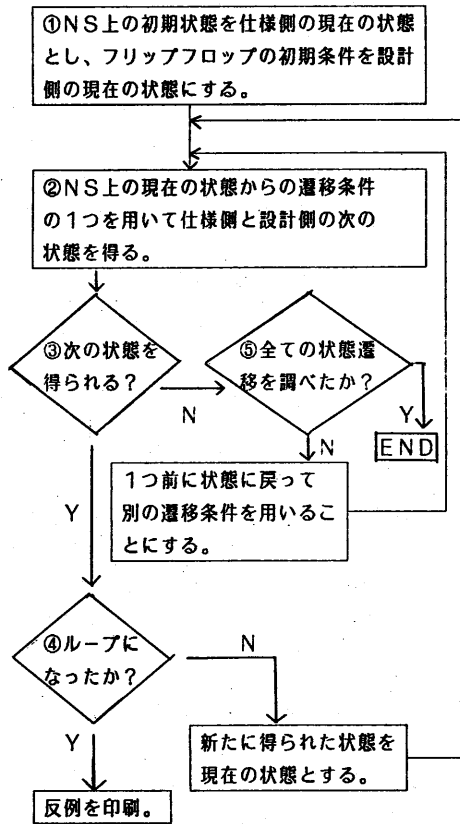 ①NS上の初期状態を仕様側の現在の状態
とし、フリップフロップの初期条件を設計
側の現在の状態にする。
②NS上の現在の状態からの遷移条件
の1つを用いて仕様側と設計側の次の
状態を得る。
③次の状態を
得られる?
N
⑤全ての状態遷
移を調べたか?
Y
END
N
1つ前に状態に戻って
別の遷移条件を用いるこ
とにする。
Y
④ループに
なったか?
N
新たに得られた状態を
現在の状態とする。
Y
反例を印刷。